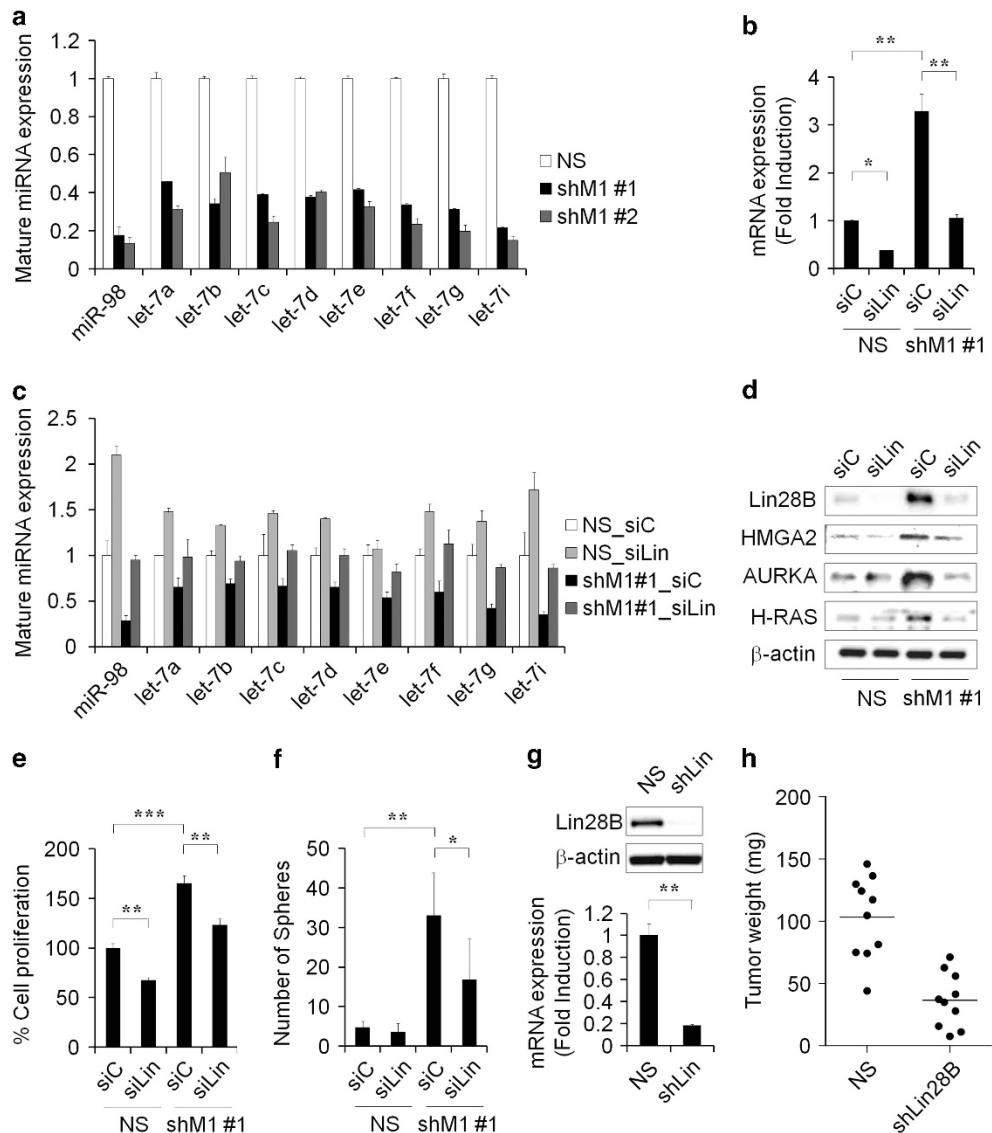 a
Mature miRNA expression
1.2
1
0.8
0.6
0.4
0.2
0
miR-98
let-7a
let-7b
let-7c
let-7d
let-7e
let-7f
let-7g
let-7i
NS
shM1 #1
shM1 #2
b
mRNA expression
(Fold Induction)
4
3
2
1
0
**
**
*
siC
siLin
siC
siLin
NS
shM1 #1
c
Mature miRNA expression
2.5
2
1.5
1
0.5
0
miR-98
let-7a
let-7b
let-7c
let-7d
let-7e
let-7f
let-7g
let-7i
NS_siC
NS_siLin
shM1#1_siC
shM1#1_siLin
d
siC
siLin
siC
siLin
Lin28B
HMGA2
AURKA
H-RAS
β-actin
NS
shM1 #1
e
% Cell proliferation
200
150
100
50
0
***
**
**
siC
siLin
siC
siLin
NS
shM1 #1
f
Number of Spheres
50
40
30
20
10
0
**
*
siC
siLin
siC
siLin
NS
shM1 #1
g
NS
shLin
Lin28B
β-actin
mRNA expression
(Fold Induction)
1.2
1
0.8
0.6
0.4
0.2
0
**
NS
shLin
h
Tumor weight (mg)
200
150
100
50
0
NS
shLin28B